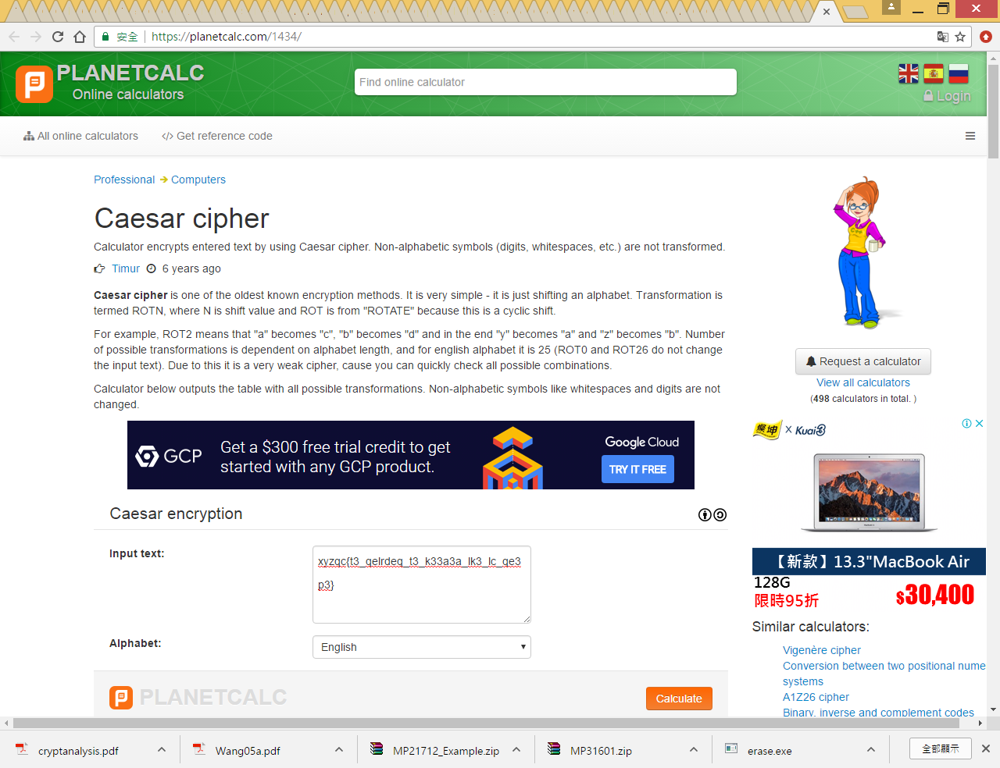 安全 https://planetcalc.com/1434/
PLANETCALC
Online calculators
Find online calculator
Login
All online calculators
</> Get reference code
Professional Computers
Caesar cipher
Calculator encrypts entered text by using Caesar cipher. Non-alphabetic symbols (digits, whitespaces, etc.) are not transformed.
Timur 6 years ago
Caesar cipher is one of the oldest known encryption methods. It is very simple - it is just shifting an alphabet. Transformation is
termed ROTN, where N is shift value and ROT is from "ROTATE" because this is a cyclic shift.
For example, ROT2 means that "a" becomes "c", "b" becomes "d" and in the end "y" becomes "a" and "z" becomes "b". Number
of possible transformations is dependent on alphabet length, and for english alphabet it is 25 (ROT0 and ROT26 do not change
the input text). Due to this it is a very weak cipher, cause you can quickly check all possible combinations.
Calculator below outputs the table with all possible transformations. Non-alphabetic symbols like whitespaces and digits are not
changed.
GCP
Get a $300 free trial credit to get
started with any GCP product.
Google Cloud
TRY IT FREE
Caesar encryption
Input text:
xyzqc{t3_qelrdeq_t3_k33a3a_lk3_lc_qe3
p3}
Alphabet:
English
PLANETCALC
Calculate
C++
Request a calculator
View all calculators
(498 calculators in total. )
燦坤 x Kuai3
【新款】13.3"MacBook Air
128G
限時95折
$30,400
Similar calculators:
Vigenère cipher
Conversion between two positional nume
systems
A1Z26 cipher
Binary, inverse and complement codes
cryptanalysis.pdf
Wang05a.pdf
MP21712_Example.zip
MP31601.zip
erase.exe
全部顯示